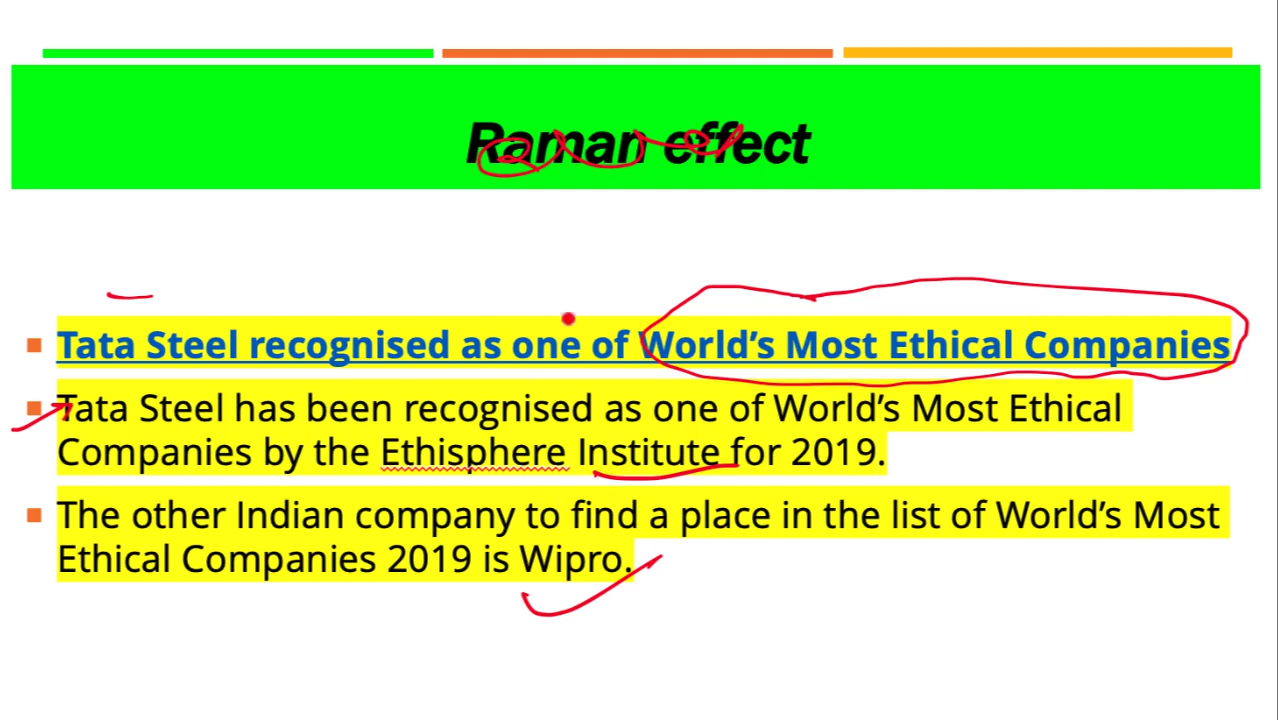 Raman effect
Tata Steel recognised as one of World’s Most Ethical Companies
Tata Steel has been recognised as one of World’s Most Ethical
Companies by the Ethisphere Institute for 2019.
The other Indian company to find a place in the list of World’s Most
Ethical Companies 2019 is Wipro.